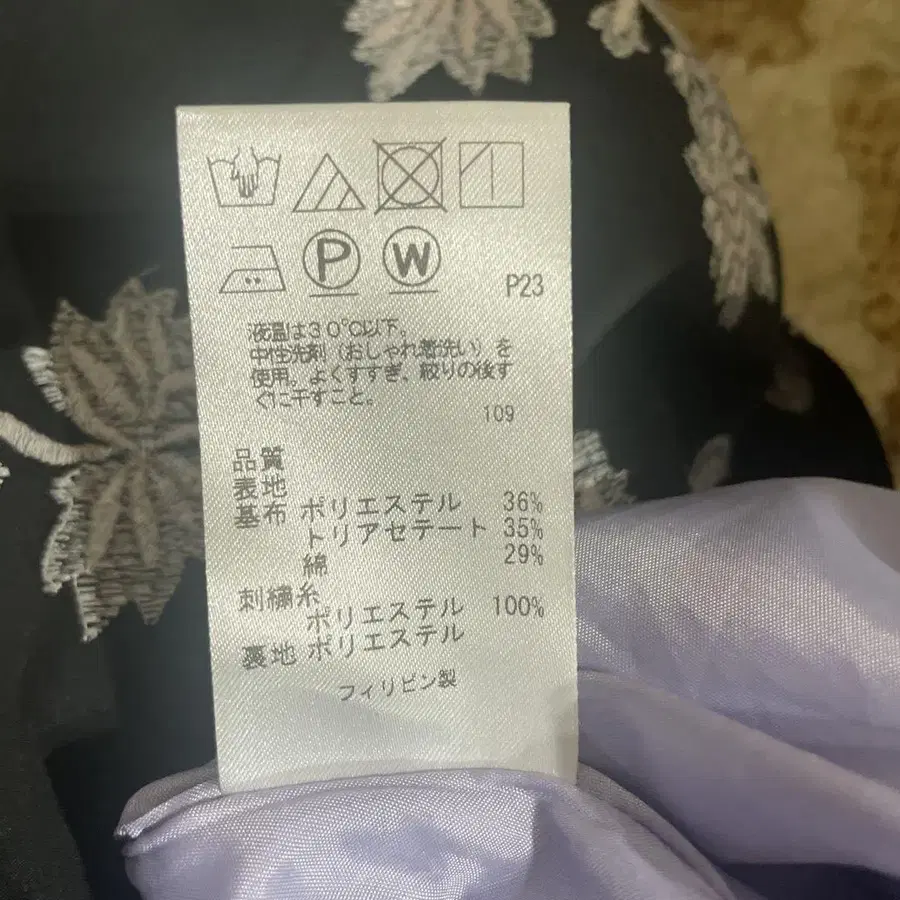 P W P23
液温は30℃以下。
中性洗剤(おしゃれ着洗い)を
使用。よくすすぎ、絞りの後す
ぐに干すこと。
109
品質
表地
基布 ポリエステル 36%
トリアセテート 35%
綿 29%
刺繍糸
ポリエステル 100%
裏地 ポリエステル
フィリピン製